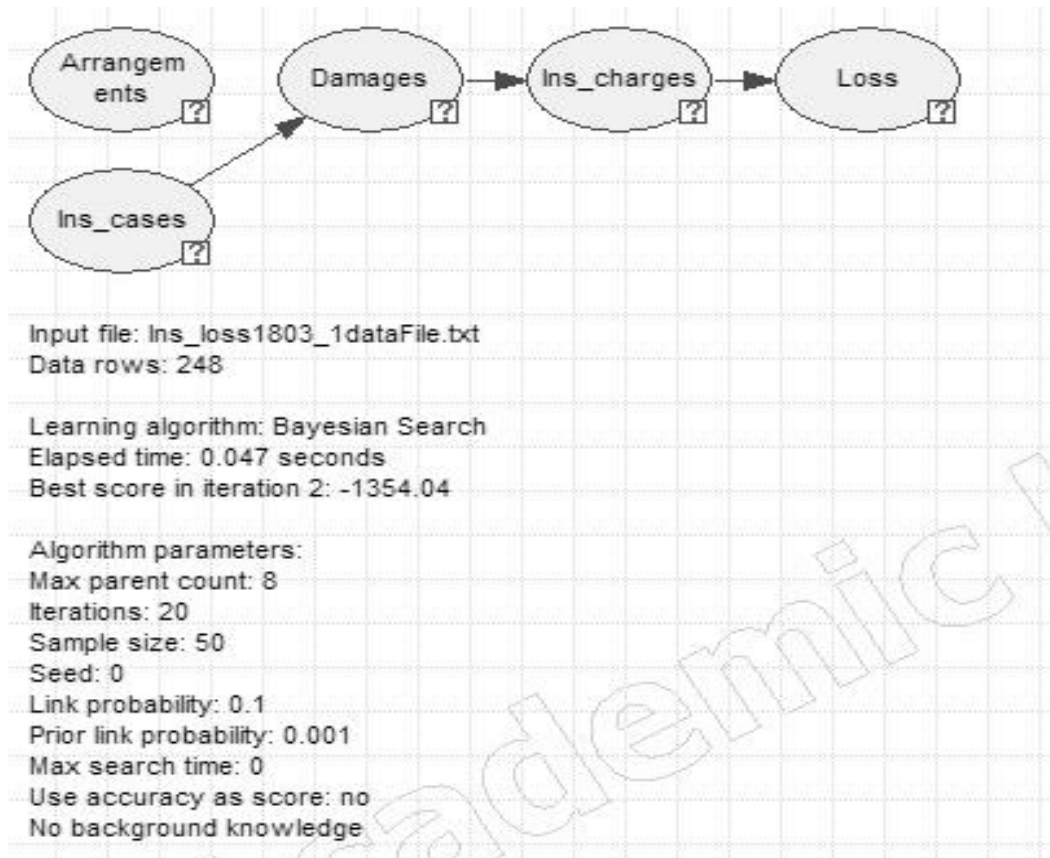 Arrangem
ents
?
Damages
?
Ins_charges
?
Loss
?
Ins_cases
?
Input file: Ins_loss1803_1dataFile.txt
Data rows: 248
Learning algorithm: Bayesian Search
Elapsed time: 0.047 seconds
Best score in iteration 2: -1354.04
Algorithm parameters:
Max parent count: 8
Iterations: 20
Sample size: 50
Seed: 0
Link probability: 0.1
Prior link probability: 0.001
Max search time: 0
Use accuracy as score: no
No background knowledge
ademic